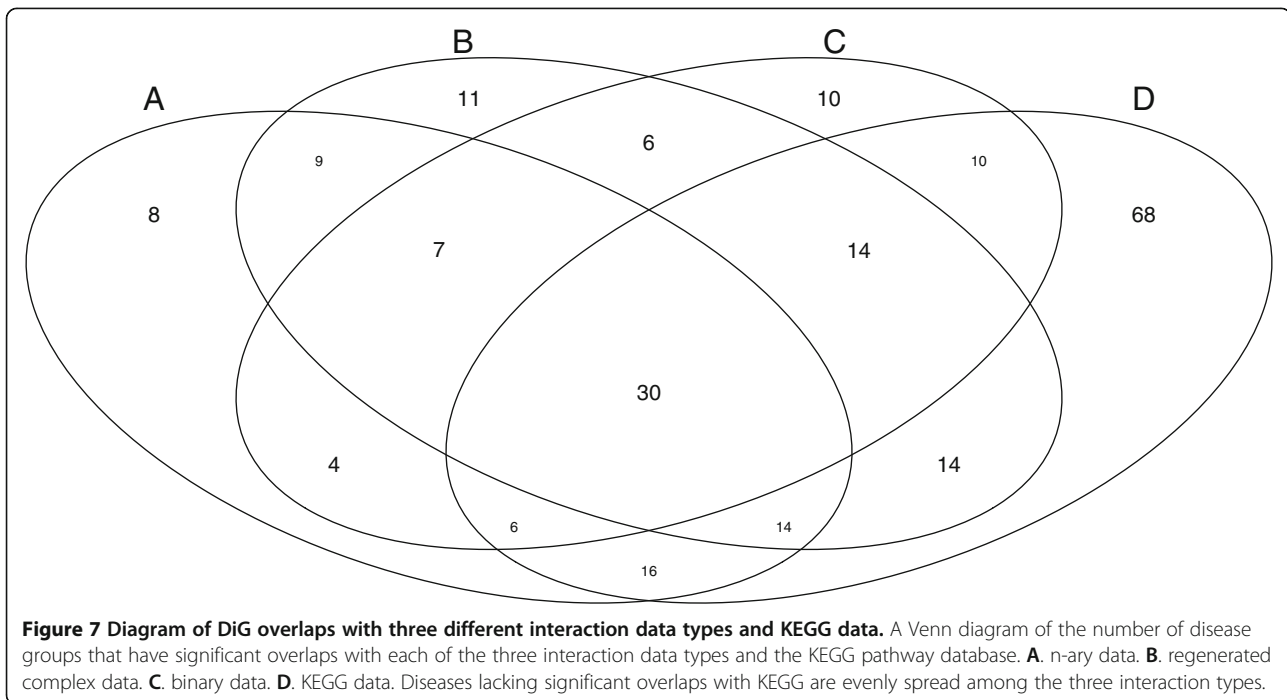 B
C
A
D
11
10
6
9
10
8
68
7
14
30
4
14
6
14
16
Figure 7 Diagram of DiG overlaps with three different interaction data types and KEGG data. A Venn diagram of the number of disease
groups that have significant overlaps with each of the three interaction data types and the KEGG pathway database. A. n-ary data. B. regenerated
complex data. C. binary data. D. KEGG data. Diseases lacking significant overlaps with KEGG are evenly spread among the three interaction types.